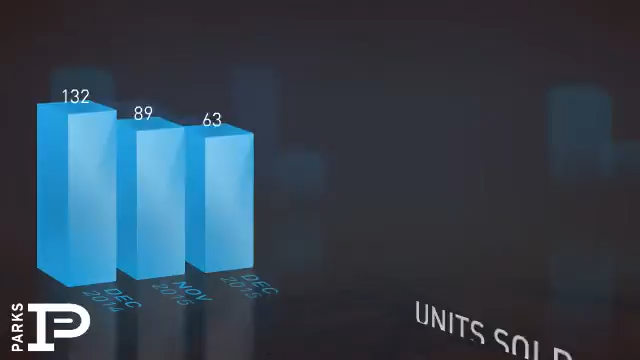 132
89
63
DEC
2014
NOV
2015
DEC
2015
UNITS SOLD
PARKS
P